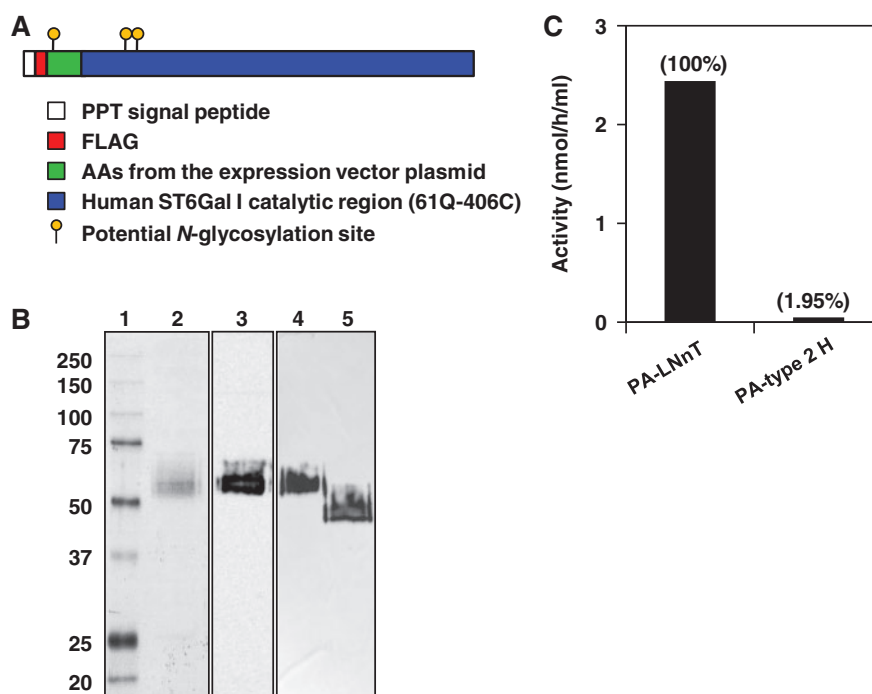 A
PPT signal peptide
FLAG
AAs from the expression vector plasmid
Human ST6Gal I catalytic region (61Q-406C)
Potential N-glycosylation site
B
1 2 3 4 5
250
150
100
75
50
37
25
20
C
Activity (nmol/h/ml)
3
2
1
0
(100%)
(1.95%)
PA-LNnT
PA-type 2 H